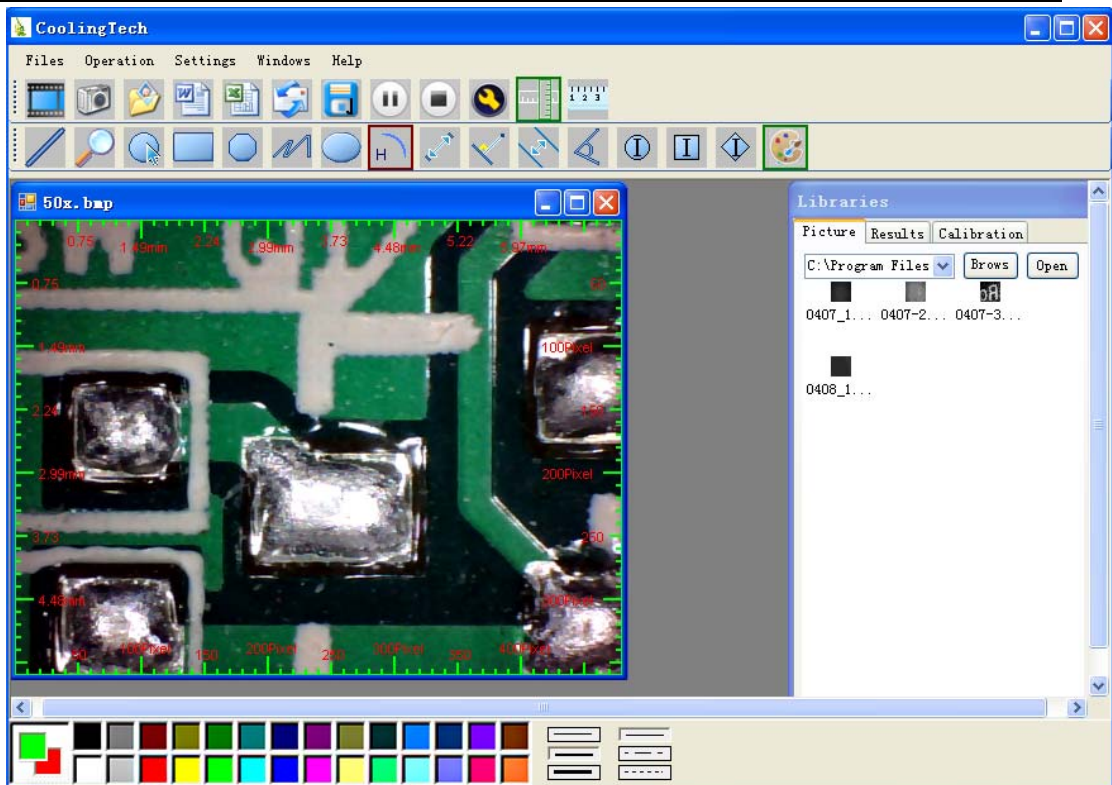 CoolingTech
Files Operation Settings Windows Help
1 2 3
H
I I I
50x.bmp
0.75 1.49mm 2.24 2.99mm 3.73 4.48mm 5.22 5.97mm
0.75
1.49mm 100Pixel
2.24 150
2.99mm 200Pixel
3.73 250
4.48mm 300Pixel
50 100Pixel 150 200Pixel 250 300Pixel 350 400Pixel
Libraries
Picture Results Calibration
C:\Program Files Brows Open
0407_1... 0407-2... 0407-3...
0408_1...